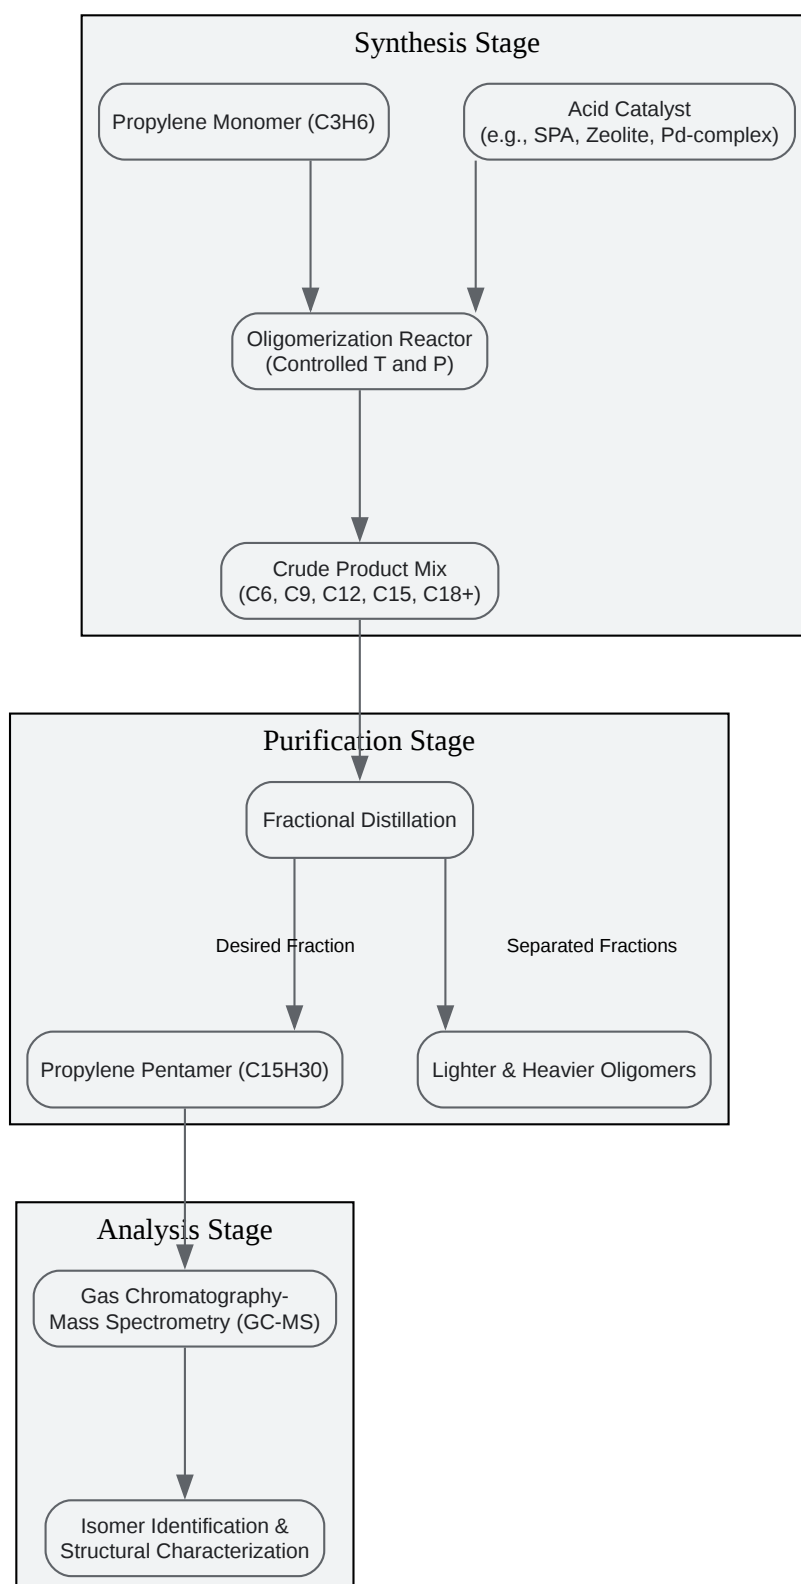 Synthesis Stage
Propylene Monomer (C3H6)
Acid Catalyst
(e.g., SPA, Zeolite, Pd-complex)
Oligomerization Reactor
(Controlled T and P)
Crude Product Mix
(C6, C9, C12, C15, C18+)
Purification Stage
Fractional Distillation
Desired Fraction
Separated Fractions
Propylene Pentamer (C15H30)
Lighter & Heavier Oligomers
Analysis Stage
Gas Chromatography-
Mass Spectrometry (GC-MS)
Isomer Identification &
Structural Characterization